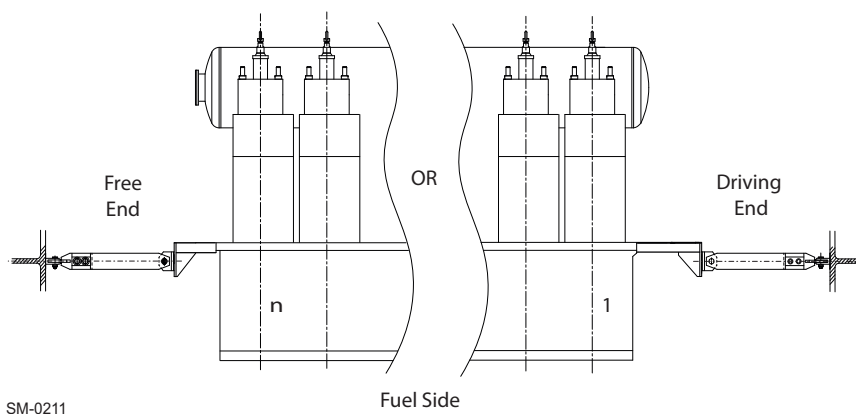 OR
Free
End
Driving
End
n
1
Fuel Side
SM-0211